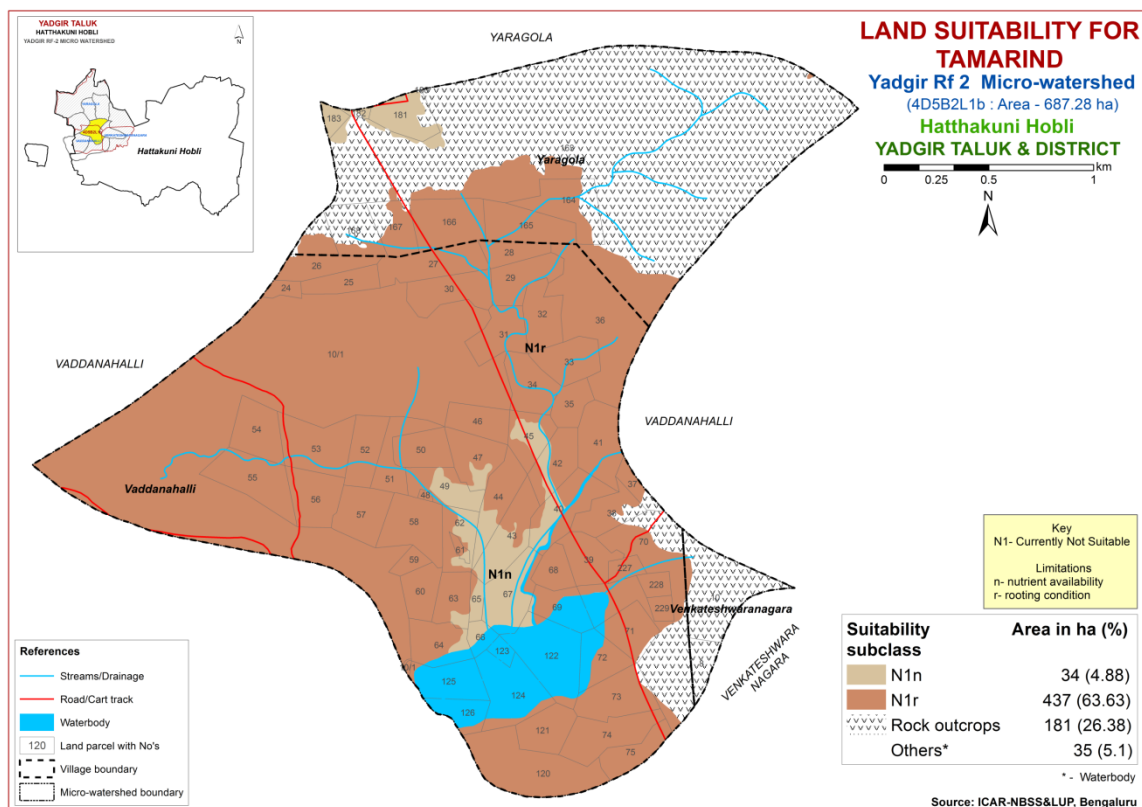 YADGIR TALUK
HATTHAKUNI HOBLI
YADGIR RF-2 MICRO WATERSHED
N
Hattakuni Hobli
LAND SUITABILITY FOR
TAMARIND
Yadgir Rf 2 Micro-watershed
(4D5B2L1b : Area - 687.28 ha)
Hatthakuni Hobli
YADGIR TALUK & DISTRICT
km
0 0.25 0.5 1
N
YARAGOLA
183
181
Yaragola
164
167
166
165
26
25
24
27
28
29
30
32
36
31
N1r
33
34
35
10/1
VADDANAHALLI
VADDANAHALLI
54
53
52
50
46
45
47
42
41
55
51
49
48
44
37
Vaddanahalli
56
57
58
62
43
38
70
61
59
39
N1n
68
227
228
60
63
65
67
69
229
Venkateshwaranagara
71
64
66
123
122
72
10/1
125
124
126
73
121
74
75
120
VENKATESHWARA
NAGARA
Key
N1- Currently Not Suitable
Limitations
n- nutrient availability
r- rooting condition
Suitability Area in ha (%)
subclass
N1n 34 (4.88)
N1r 437 (63.63)
Rock outcrops 181 (26.38)
Others* 35 (5.1)
* - Waterbody
Source: ICAR-NBSS&LUP, Bengaluru
References
Streams/Drainage
Road/Cart track
Waterbody
120 Land parcel with No's
Village boundary
Micro-watershed boundary